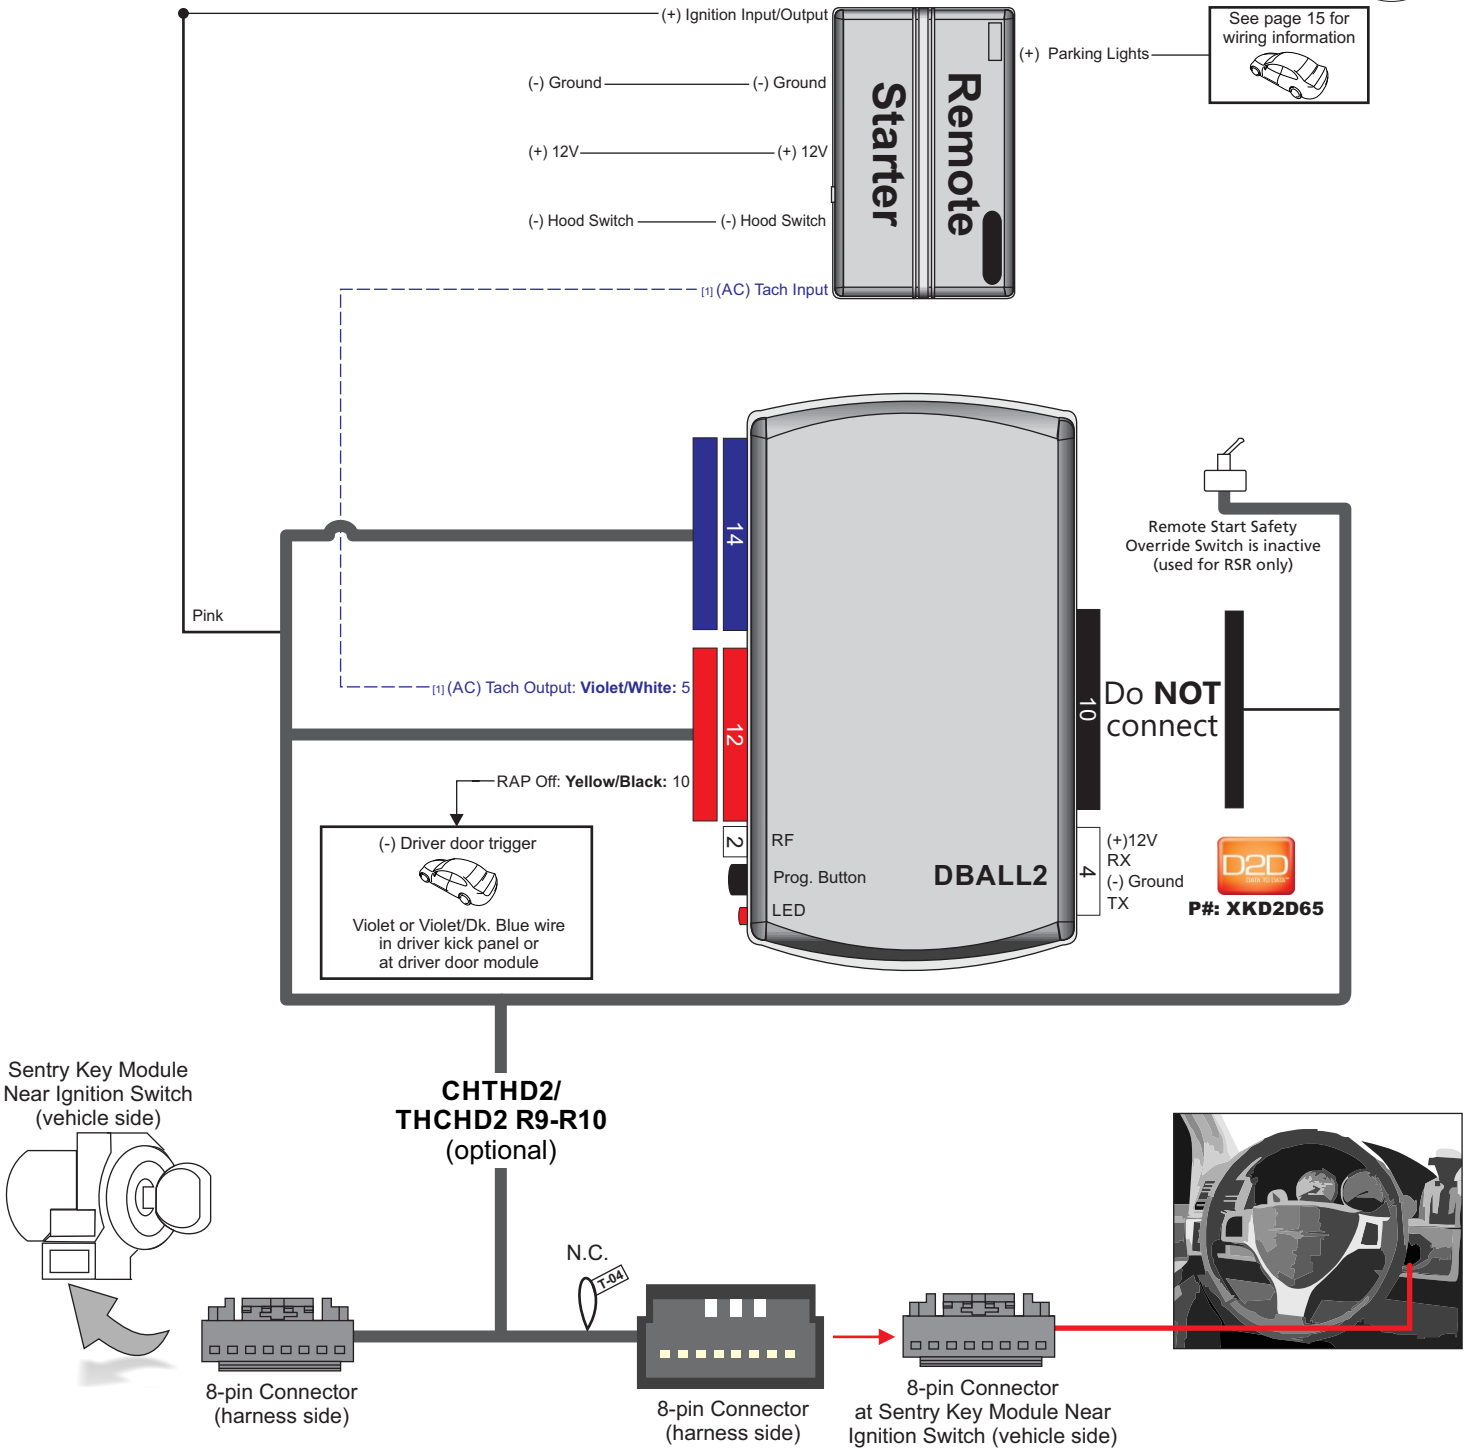 (+) Ignition Input/Output
See page 15 for
wiring information
(+) Parking Lights
(-) Ground
(-) Ground
(+) 12V
(+) 12V
(-) Hood Switch
(-) Hood Switch
[1] (AC) Tach Input
Remote
Starter
14
Remote Start Safety
Override Switch is inactive
(used for RSR only)
Pink
[1] (AC) Tach Output: Violet/White: 5
12
10
Do NOT
connect
RAP Off: Yellow/Black: 10
(-) Driver door trigger
Violet or Violet/Dk. Blue wire
in driver kick panel or
at driver door module
2
RF
Prog. Button
LED
DBALL2
4
(+)12V
RX
(-) Ground
TX
D2D
DATA TO DATA™
P#: XKD2D65
Sentry Key Module
Near Ignition Switch
(vehicle side)
CHTHD2/
THCHD2 R9-R10
(optional)
N.C.
T-04
8-pin Connector
(harness side)
8-pin Connector
(harness side)
8-pin Connector
at Sentry Key Module Near
Ignition Switch (vehicle side)